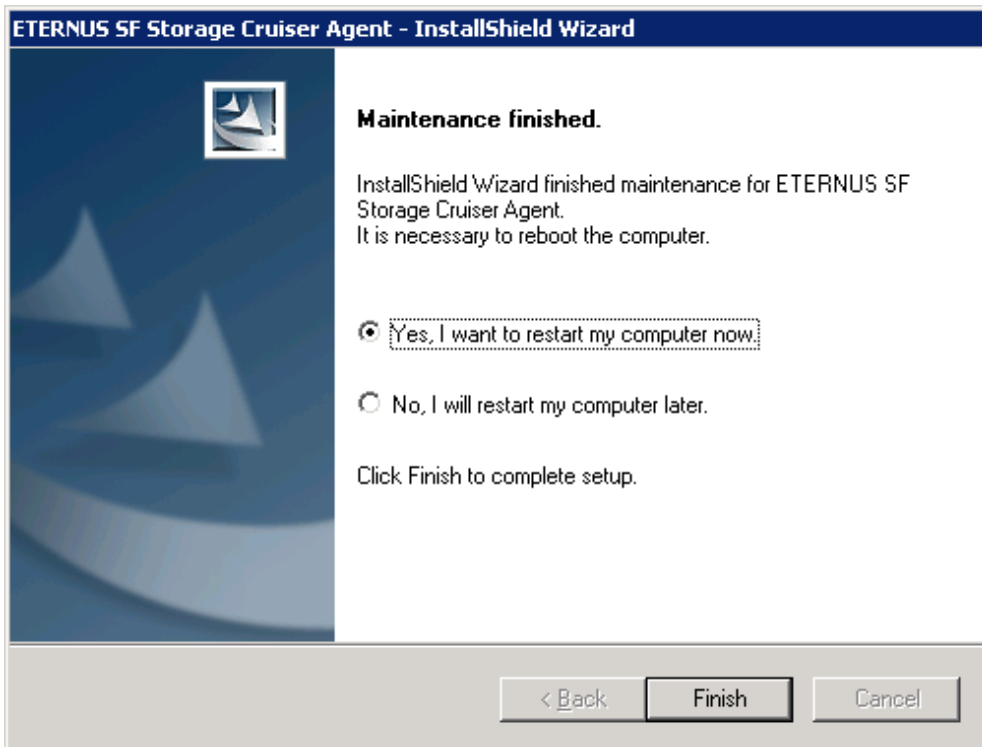 ETERNUS SF Storage Cruiser Agent - InstallShield Wizard
Maintenance finished.
InstallShield Wizard finished maintenance for ETERNUS SF
Storage Cruiser Agent.
It is necessary to reboot the computer.
Yes, I want to restart my computer now.
No, I will restart my computer later.
Click Finish to complete setup.
< Back
Finish
Cancel